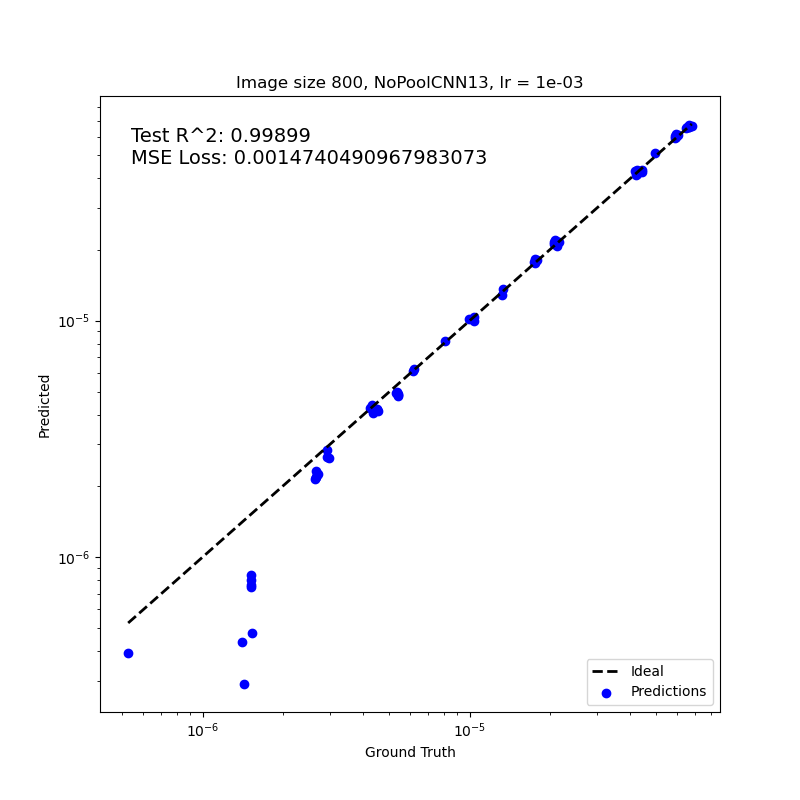 Image size 800, NoPoolCNN13, lr = 1e-03
Test R^2: 0.99899
MSE Loss: 0.0014740490967983073
10⁻⁵
Predicted
10⁻⁶
Ideal
Predictions
10⁻⁶ 10⁻⁵
Ground Truth